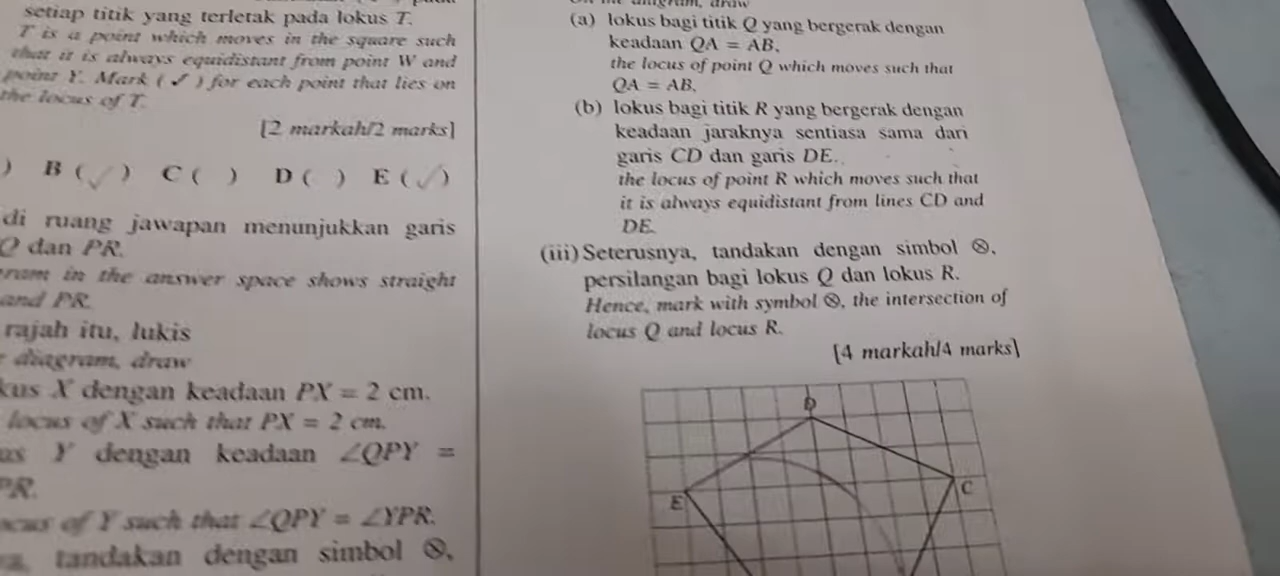 setiap titik yang terletak pada lokus T.
T is a point which moves in the square such
that it is always equidistant from point W and
point Y. Mark ( ✓ ) for each point that lies on
the locus of T.
[2 markah/2 marks]
) B (✓) C ( ) D ( ) E (✓)
di ruang jawapan menunjukkan garis
Q dan PR.
in the answer space shows straight
and PR.
rajah itu, lukis
diagram, draw
X dengan keadaan PX = 2 cm.
locus of X such that PX = 2 cm.
Y dengan keadaan ∠QPY =
PR.
of Y such that ∠QPY = ∠YPR.
tandakan dengan simbol ⊗,
(a) lokus bagi titik Q yang bergerak dengan
keadaan QA = AB,
the locus of point Q which moves such that
QA = AB,
(b) lokus bagi titik R yang bergerak dengan
keadaan jaraknya sentiasa sama dari
garis CD dan garis DE.
the locus of point R which moves such that
it is always equidistant from lines CD and
DE.
(iii) Seterusnya, tandakan dengan simbol ⊗,
persilangan bagi lokus Q dan lokus R.
Hence, mark with symbol ⊗, the intersection of
locus Q and locus R.
[4 markah/4 marks]
D
E
C